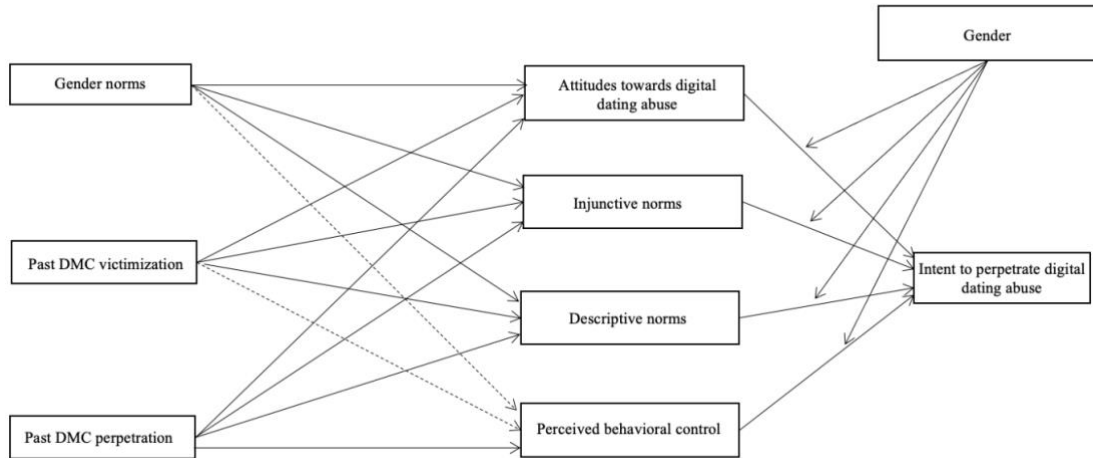 Gender
Gender norms
Attitudes towards digital
dating abuse
Injunctive norms
Past DMC victimization
Intent to perpetrate digital
dating abuse
Descriptive norms
Past DMC perpetration
Perceived behavioral control